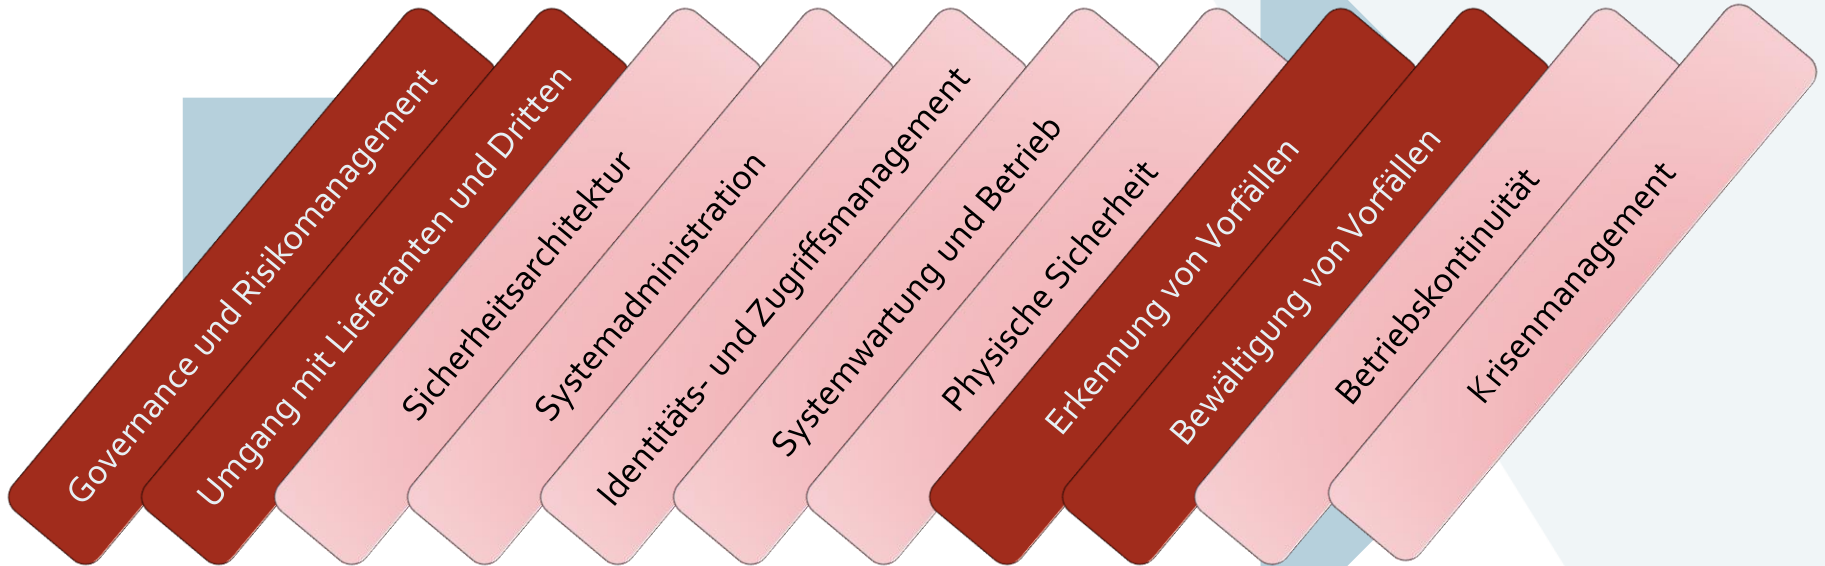 Governance und Risikomanagement
Umgang mit Lieferanten und Dritten
Sicherheitsarchitektur
Systemadministration
Identitäts- und Zugriffsmanagement
Systemwartung und Betrieb
Physische Sicherheit
Erkennung von Vorfällen
Bewältigung von Vorfällen
Betriebskontinuität
Krisenmanagement